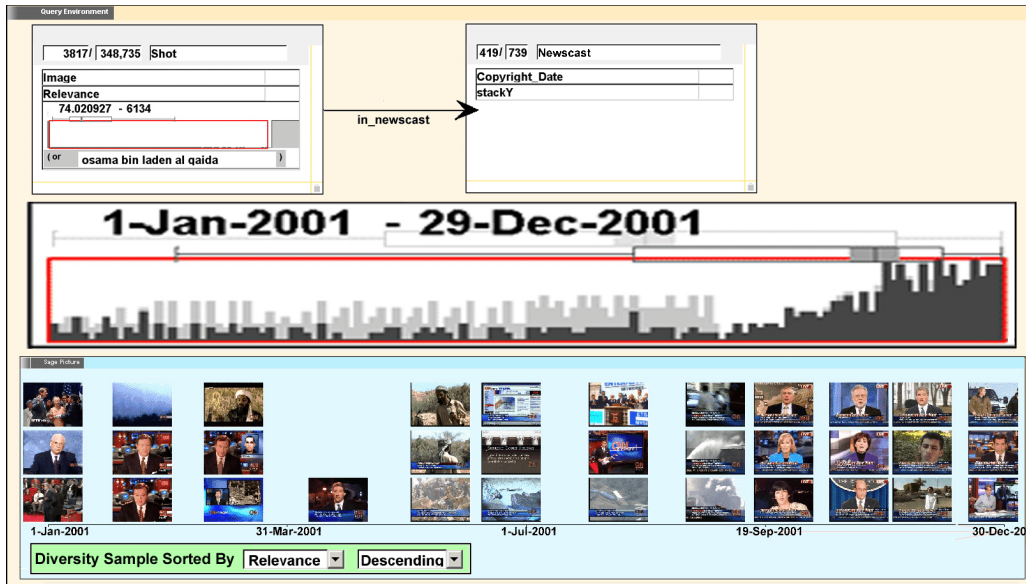 Query Environment
3817/ 348,735 Shot
Image
Relevance
74.020927 - 6134
( or osama bin laden al qaida )
in_newscast
419/ 739 Newscast
Copyright_Date
stackY
1-Jan-2001 - 29-Dec-2001
Sage Picture
1-Jan-2001 31-Mar-2001 1-Jul-2001 19-Sep-2001 30-Dec-20
Diversity Sample Sorted By Relevance Descending